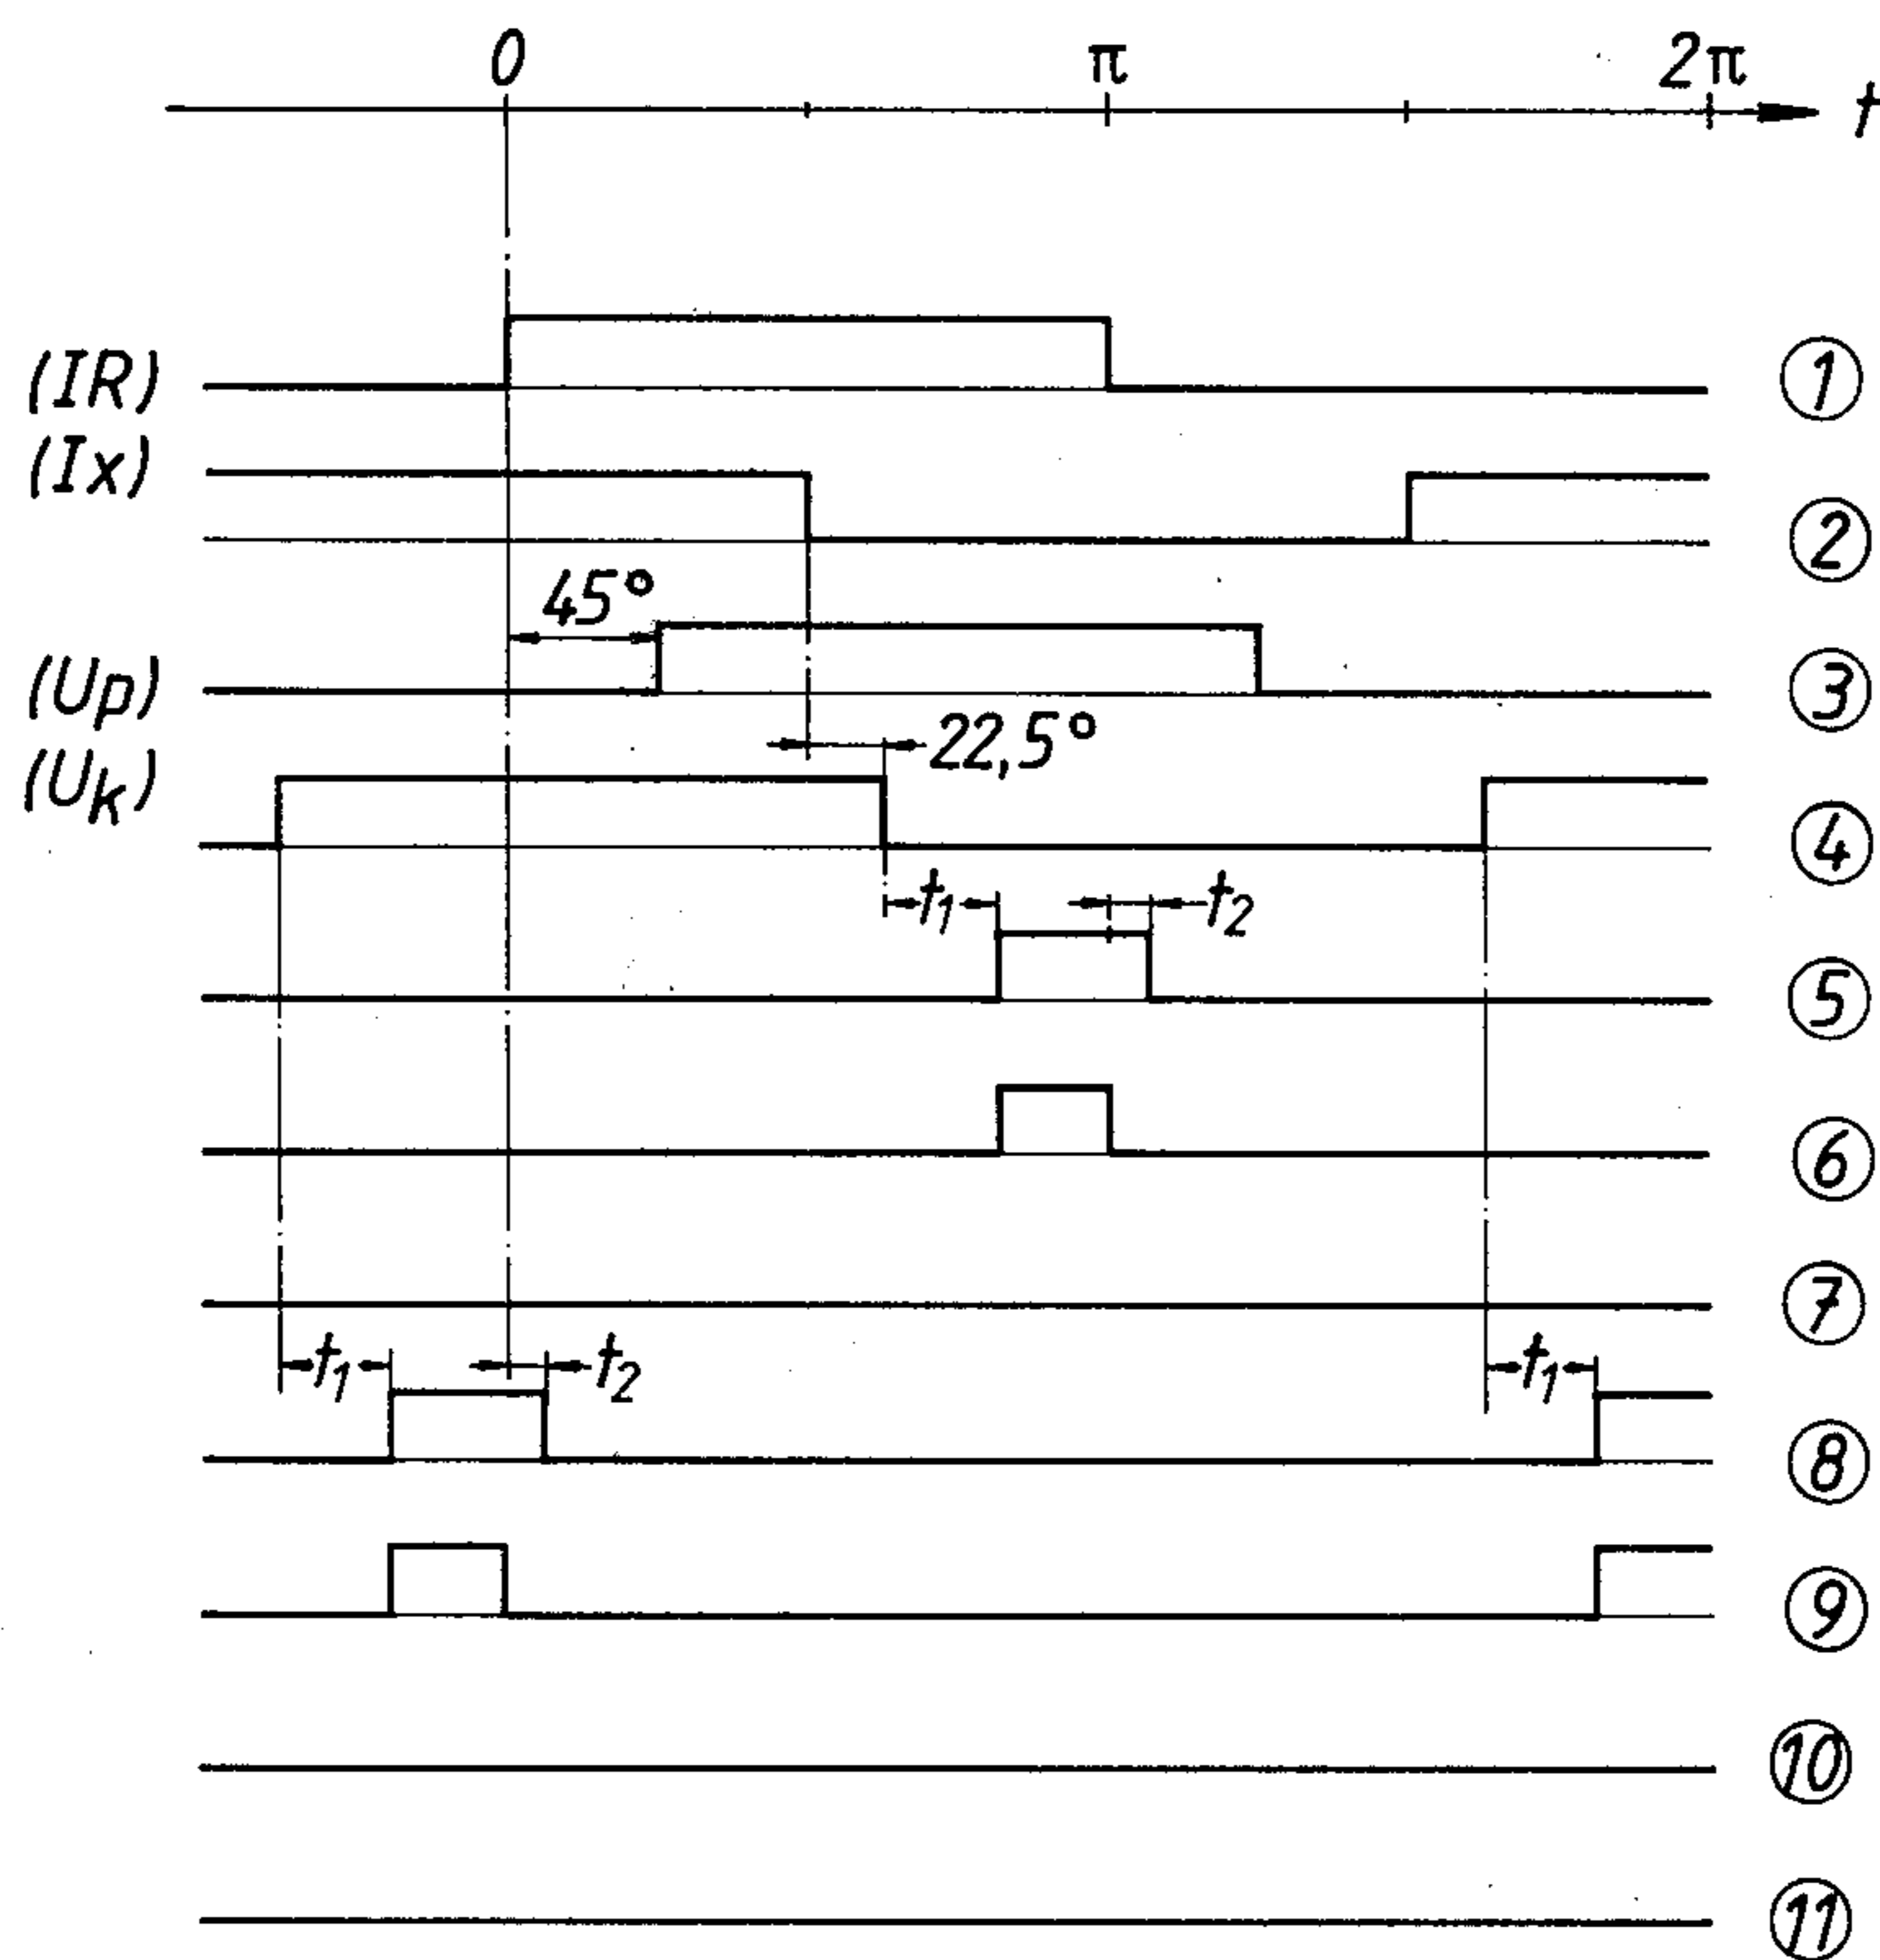 0 π 2π t
(IR) 1
(Ix) 2
45°
(Up) 3
22,5°
(Uk) 4
t1 t2
5
6
7
t1 t2 t1
8
9
10
11